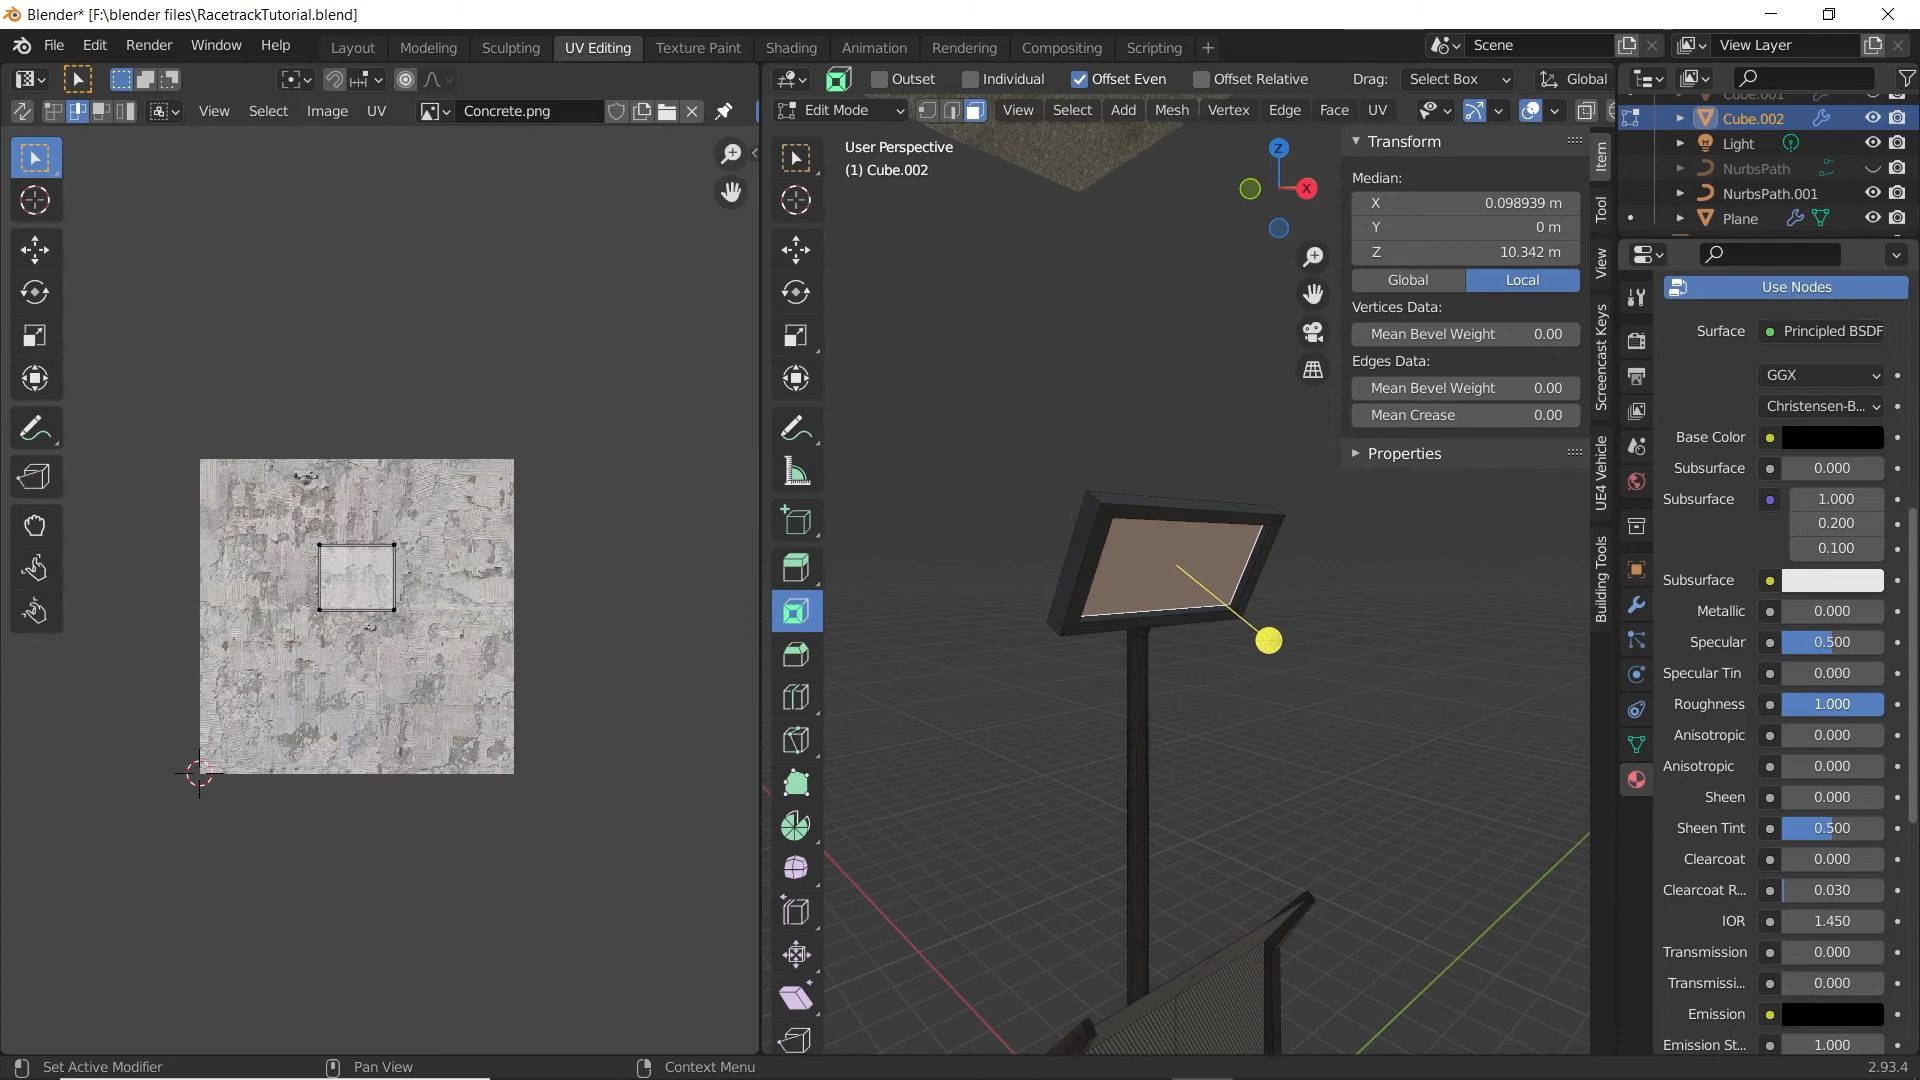 Blender* [F:\blender files\RacetrackTutorial.blend]
File Edit Render Window Help
Layout Modeling Sculpting UV Editing Texture Paint Shading Animation Rendering Compositing Scripting
Scene
View Layer
Outset Individual Offset Even Offset Relative Drag: Select Box Global
View Select Image UV Concrete.png
Edit Mode View Select Add Mesh Vertex Edge Face UV
User Perspective
(1) Cube.002
Z
X
Transform
Median:
X 0.098939 m
Y 0 m
Z 10.342 m
Global Local
Vertices Data:
Mean Bevel Weight 0.00
Edges Data:
Mean Bevel Weight 0.00
Mean Crease 0.00
Properties
Item
Tool
View
Screencast Keys
UE4 Vehicle
Building Tools
Cube.001
Cube.002
Light
NurbsPath
NurbsPath.001
Plane
Use Nodes
Surface Principled BSDF
GGX
Christensen-B...
Base Color
Subsurface 0.000
Subsurface 1.000
0.200
0.100
Subsurface
Metallic 0.000
Specular 0.500
Specular Tin 0.000
Roughness 1.000
Anisotropic 0.000
Anisotropic 0.000
Sheen 0.000
Sheen Tint 0.500
Clearcoat 0.000
Clearcoat R... 0.030
IOR 1.450
Transmission 0.000
Transmissi... 0.000
Emission
Emission St... 1.000
Set Active Modifier
Pan View
Context Menu
2.93.4